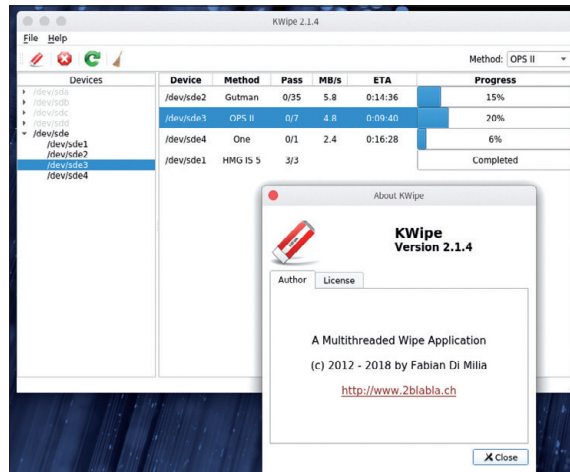 KWipe 2.1.4
File Help
Method: OPS II
Devices
/dev/sda
/dev/sdb
/dev/sdc
/dev/sdd
/dev/sde
/dev/sde1
/dev/sde2
/dev/sde3
/dev/sde4
Device Method Pass MB/s ETA Progress
/dev/sde2 Gutman 0/35 5.8 0:14:36 15%
/dev/sde3 OPS II 0/7 4.8 0:09:40 20%
/dev/sde4 One 0/1 2.4 0:16:28 6%
/dev/sde1 HMG IS 5 3/3 Completed
About KWipe
KWipe
Version 2.1.4
Author License
A Multithreaded Wipe Application
(c) 2012 - 2018 by Fabian Di Milia
http://www.2blabla.ch
Close